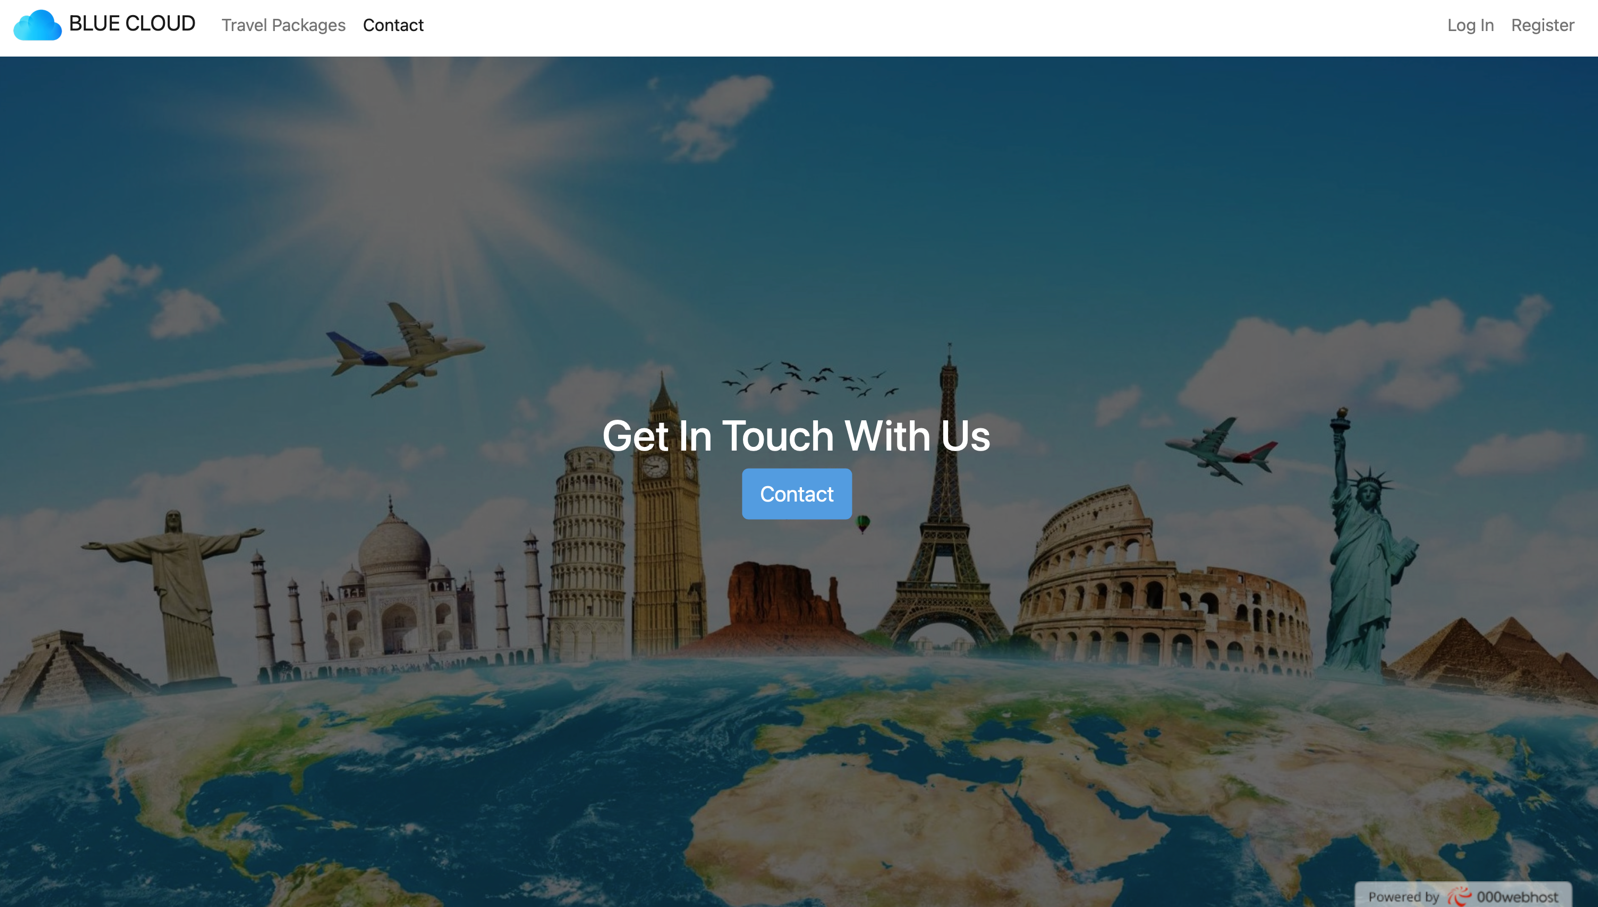 BLUE CLOUD Travel Packages Contact Log In Register
Get In Touch With Us
Contact
Powered by 000webhost